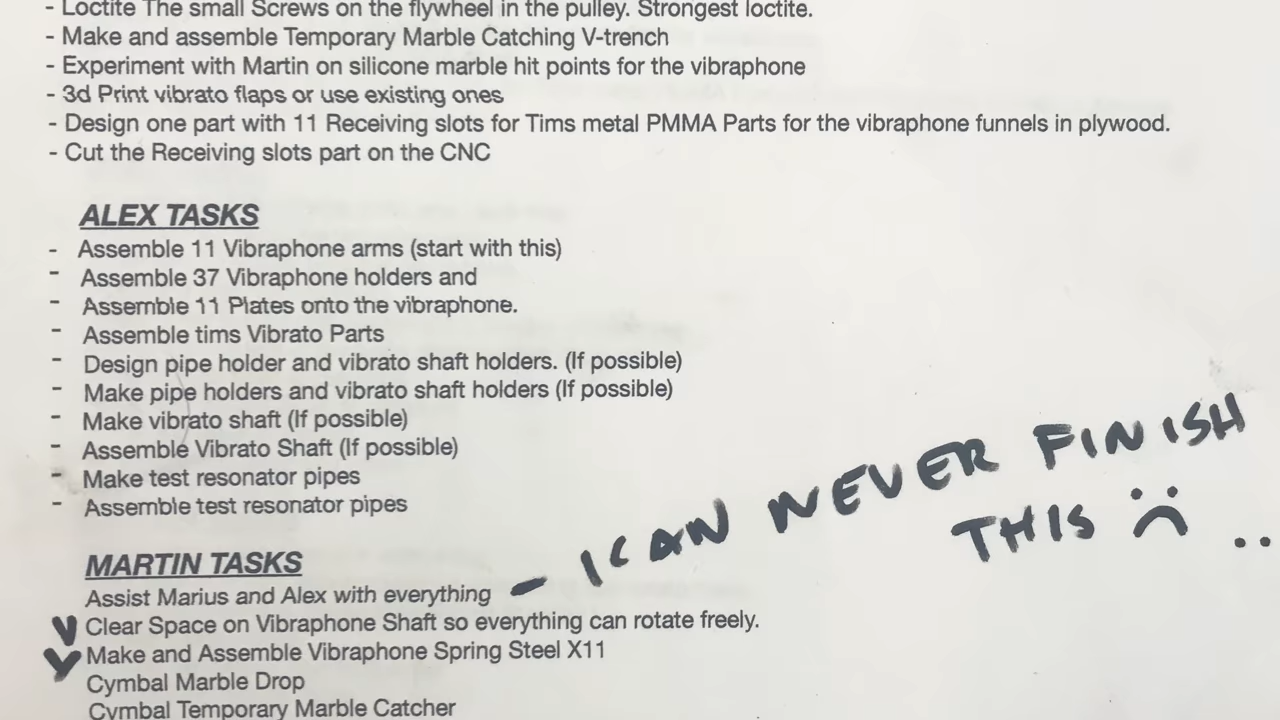 - Loctite The small Screws on the flywheel in the pulley. Strongest loctite.
- Make and assemble Temporary Marble Catching V-trench
- Experiment with Martin on silicone marble hit points for the vibraphone
- 3d Print vibrato flaps or use existing ones
- Design one part with 11 Receiving slots for Tims metal PMMA Parts for the vibraphone funnels in plywood.
- Cut the Receiving slots part on the CNC
ALEX TASKS
- Assemble 11 Vibraphone arms (start with this)
- Assemble 37 Vibraphone holders and
- Assemble 11 Plates onto the vibraphone.
- Assemble tims Vibrato Parts
- Design pipe holder and vibrato shaft holders. (If possible)
- Make pipe holders and vibrato shaft holders (If possible)
- Make vibrato shaft (If possible)
- Assemble Vibrato Shaft (If possible)
- Make test resonator pipes
- Assemble test resonator pipes
MARTIN TASKS
Assist Marius and Alex with everything
- I CAN NEVER FINISH
THIS :( ..
Clear Space on Vibraphone Shaft so everything can rotate freely.
Make and Assemble Vibraphone Spring Steel X11
Cymbal Marble Drop
Cymbal Temporary Marble Catcher